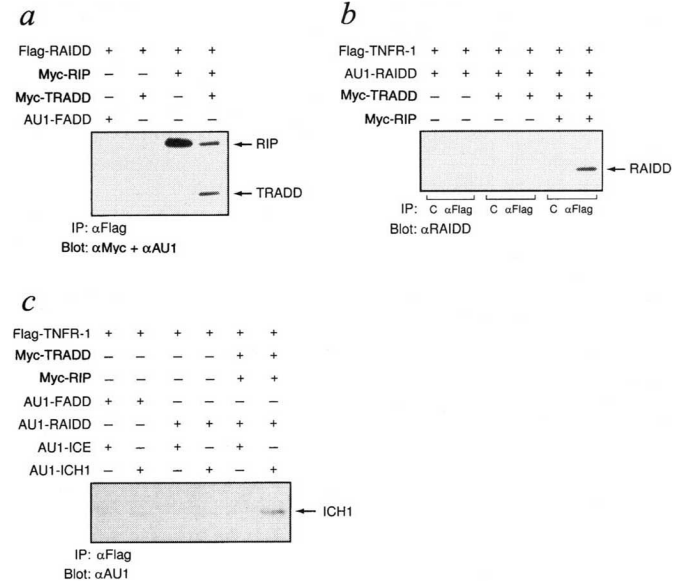 a
Flag-RAIDD + + + +
Myc-RIP – – + +
Myc-TRADD – + – +
AU1-FADD + – – –
RIP
TRADD
IP: αFlag
Blot: αMyc + αAU1
b
Flag-TNFR-1 + + + + + +
AU1-RAIDD + + + + + +
Myc-TRADD – – + + + +
Myc-RIP – – – – + +
RAIDD
IP: C αFlag C αFlag C αFlag
Blot: αRAIDD
c
Flag-TNFR-1 + + + + + +
Myc-TRADD – – – – + +
Myc-RIP – – – – + +
AU1-FADD + + – – – –
AU1-RAIDD – – + + + +
AU1-ICE + – + – + –
AU1-ICH1 – + – + – +
ICH1
IP: αFlag
Blot: αAU1